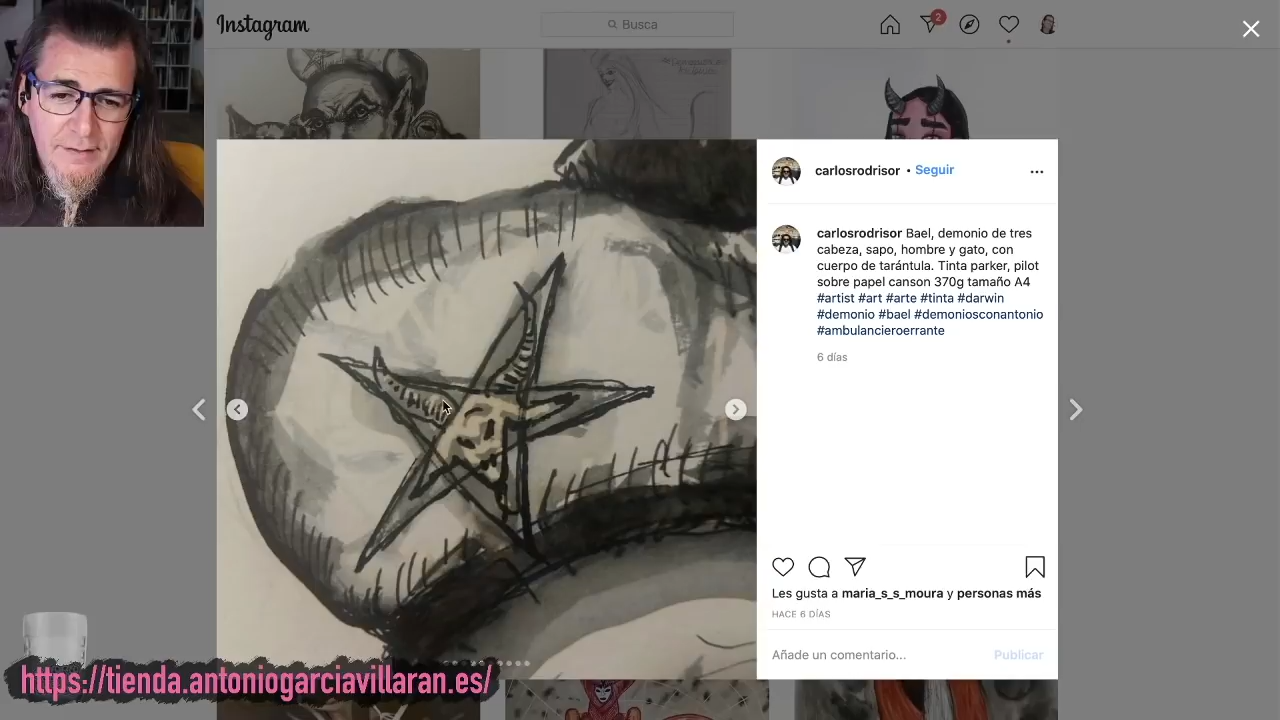 Instagram
Busca
2
carlosrodrisor • Seguir
carlosrodrisor Bael, demonio de tres
cabeza, sapo, hombre y gato, con
cuerpo de tarántula. Tinta parker, pilot
sobre papel canson 370g tamaño A4
#artist #art #arte #tinta #darwin
#demonio #bael #demoniosconantonio
#ambulancieroerrante
6 días
Les gusta a maria_s_s_moura y personas más
HACE 6 DÍAS
Añade un comentario... Publicar
https://tienda.antoniogarciavillaran.es/